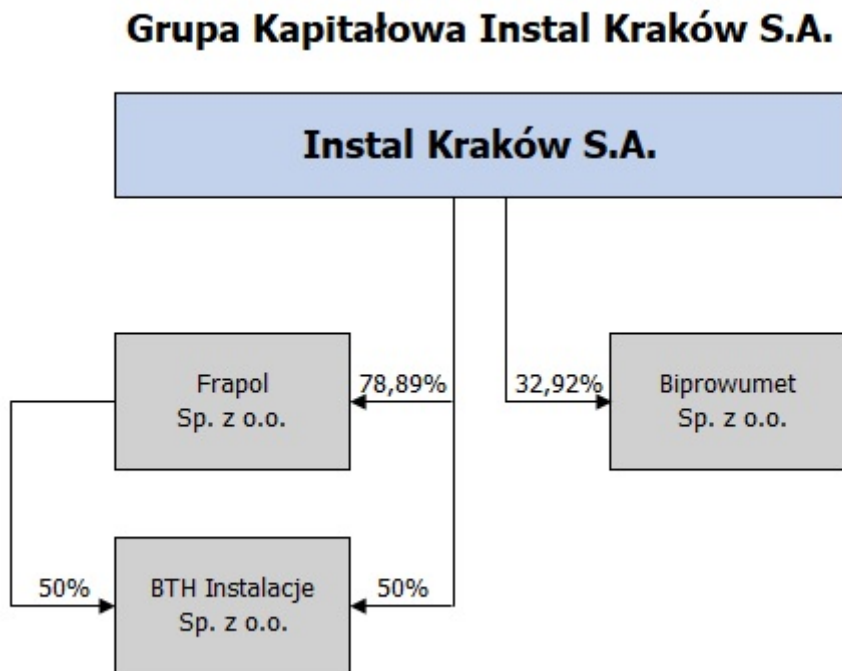 Grupa Kapitałowa Instal Kraków S.A.
Instal Kraków S.A.
Frapol
Sp. z o.o.
78,89%
32,92%
Biprowumet
Sp. z o.o.
50%
BTH Instalacje
Sp. z o.o.
50%